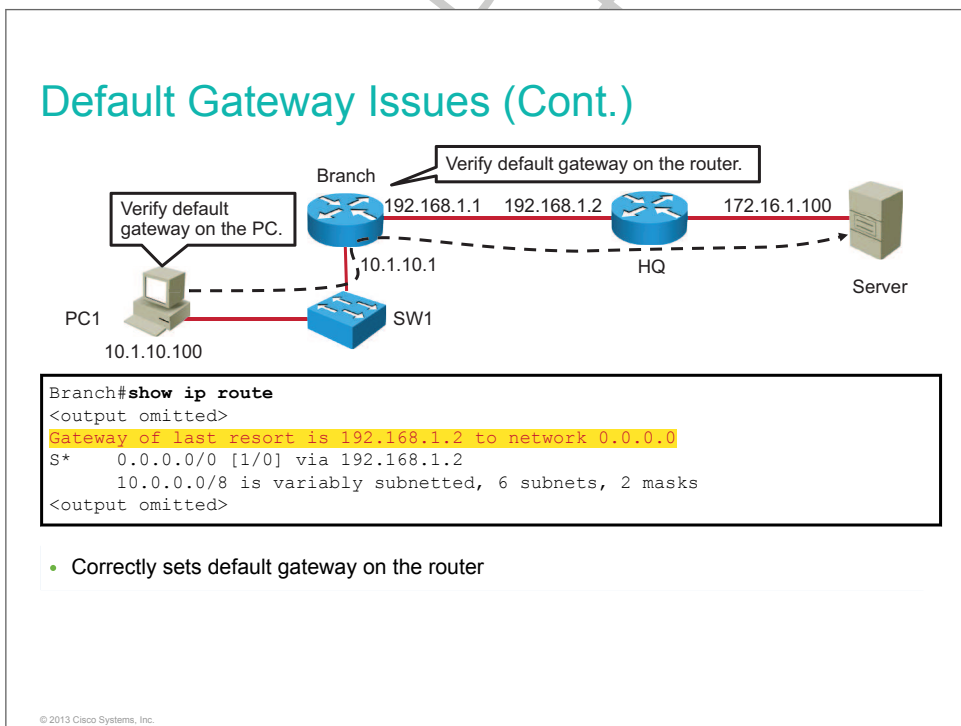 Default Gateway Issues (Cont.)
Verify default gateway on the router.
Branch
Verify default
gateway on the PC.
192.168.1.1
192.168.1.2
172.16.1.100
10.1.10.1
HQ
Server
PC1
SW1
10.1.10.100
Branch#show ip route
<output omitted>
Gateway of last resort is 192.168.1.2 to network 0.0.0.0
S*    0.0.0.0/0 [1/0] via 192.168.1.2
      10.0.0.0/8 is variably subnetted, 6 subnets, 2 masks
<output omitted>
• Correctly sets default gateway on the router
© 2013 Cisco Systems, Inc.